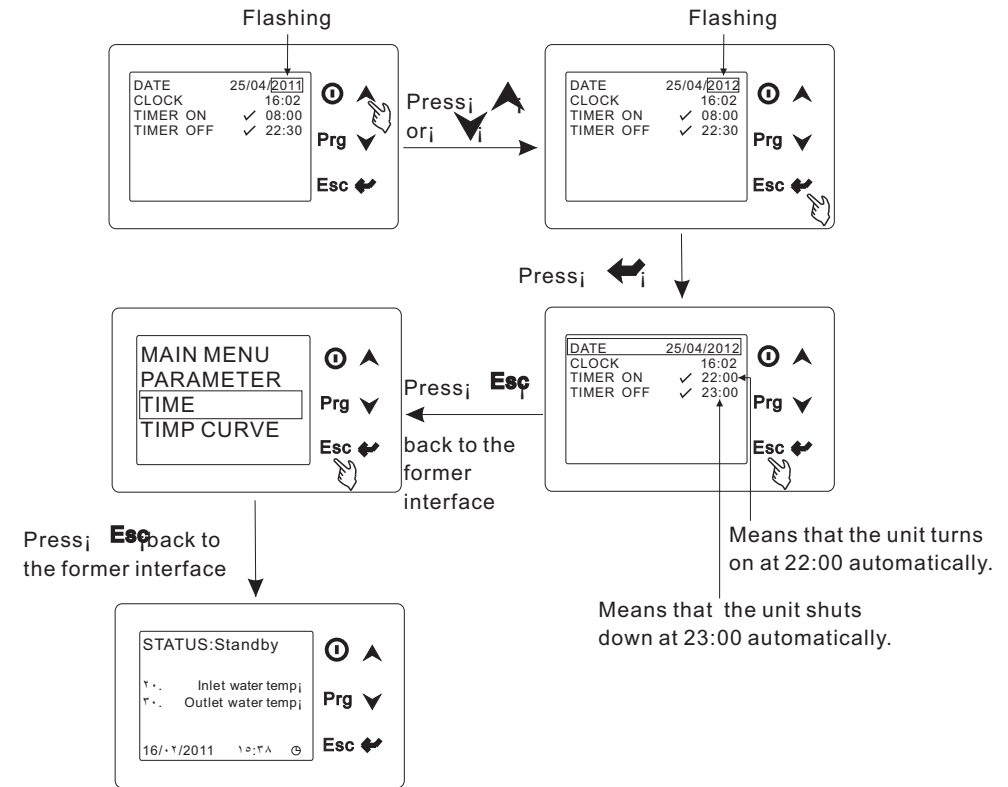 Flashing
DATE 25/04/2011
CLOCK 16:02
TIMER ON ✓ 08:00
TIMER OFF ✓ 22:30
Prg
Esc
Press¡ ¡
or¡ ¡
Flashing
DATE 25/04/2012
CLOCK 16:02
TIMER ON ✓ 08:00
TIMER OFF ✓ 22:30
Prg
Esc
Press¡ ¡
DATE 25/04/2012
CLOCK 16:02
TIMER ON ✓ 22:00
TIMER OFF ✓ 23:00
Prg
Esc
Means that the unit turns
on at 22:00 automatically.
Means that the unit shuts
down at 23:00 automatically.
Press¡ Esc¡
back to the
former
interface
MAIN MENU
PARAMETER
TIME
TIMP CURVE
Prg
Esc
Press¡ Esc¡ back to
the former interface
STATUS:Standby
٢٠. Inlet water temp¡
٣٠. Outlet water temp¡
16/٠٢/2011 ١٥:٣٨
Prg
Esc